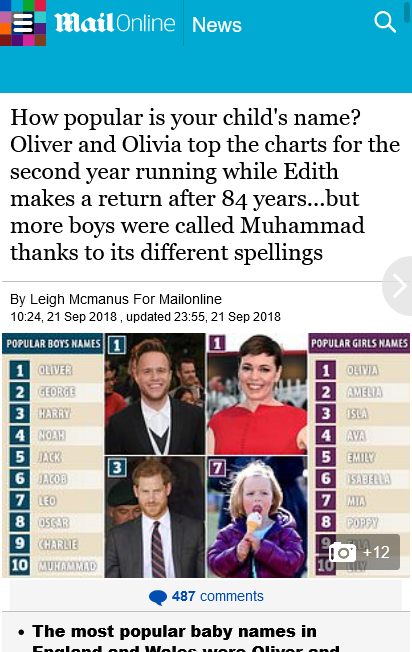 MailOnline News
How popular is your child's name?
Oliver and Olivia top the charts for the
second year running while Edith
makes a return after 84 years...but
more boys were called Muhammad
thanks to its different spellings
By Leigh Mcmanus For Mailonline
10:24, 21 Sep 2018 , updated 23:55, 21 Sep 2018
POPULAR BOYS NAMES
1 OLIVER
2 GEORGE
3 HARRY
4 NOAH
5 JACK
6 JACOB
7 LEO
8 OSCAR
9 CHARLIE
10 MUHAMMAD
1
1
3
7
POPULAR GIRLS NAMES
1 OLIVIA
2 AMELIA
3 ISLA
4 AVA
5 EMILY
6 ISABELLA
7 MIA
8 POPPY
9
10 LILY
+12
487 comments
• The most popular baby names in
England and Wales were Oliver and